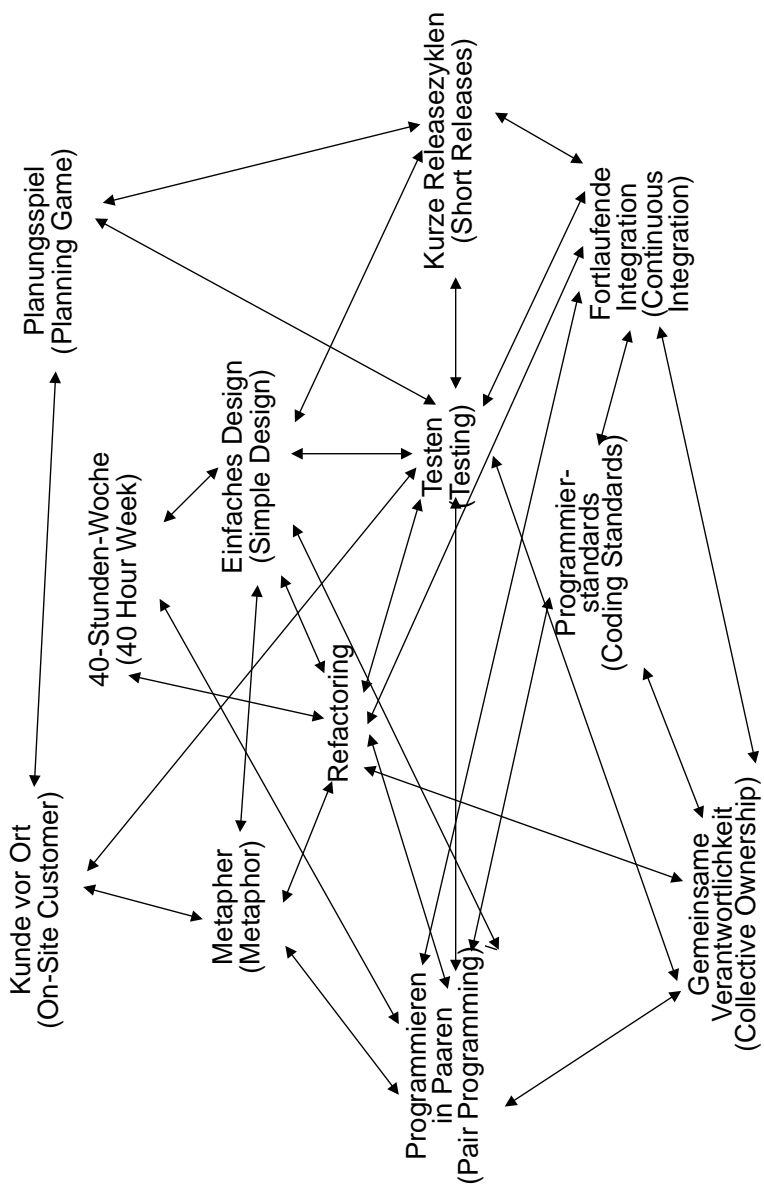 Kunde vor Ort
(On-Site Customer)
Planungsspiel
(Planning Game)
40-Stunden-Woche
(40 Hour Week)
Metapher
(Metaphor)
Einfaches Design
(Simple Design)
Refactoring
Kurze Releasezyklen
(Short Releases)
Programmieren
in Paaren
(Pair Programming)
Testen
(Testing)
Programmier-
standards
(Coding Standards)
Fortlaufende
Integration
(Continuous
Integration)
Gemeinsame
Verantwortlichkeit
(Collective Ownership)